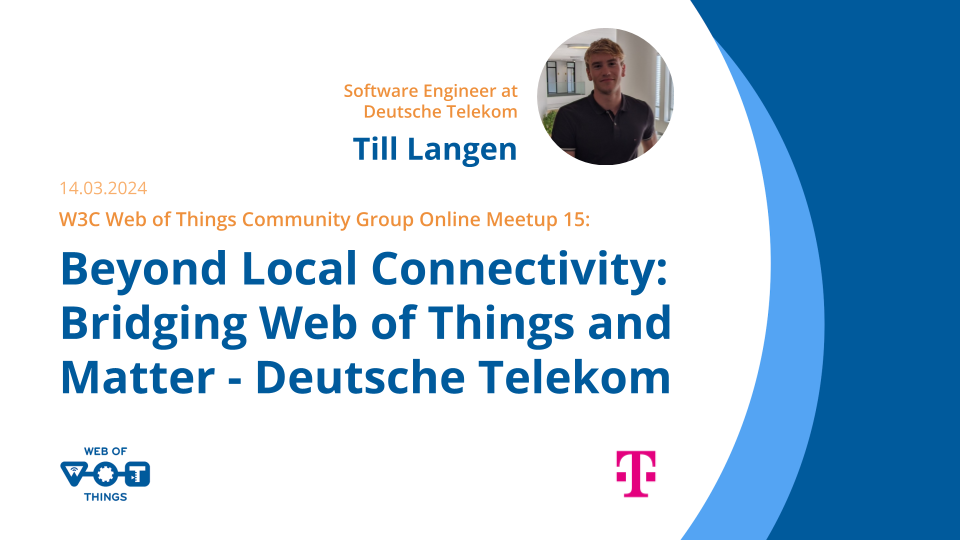 Software Engineer at
Deutsche Telekom
Till Langen
14.03.2024
W3C Web of Things Community Group Online Meetup 15:
Beyond Local Connectivity:
Bridging Web of Things and
Matter - Deutsche Telekom
WEB OF
WOT
THINGS
T